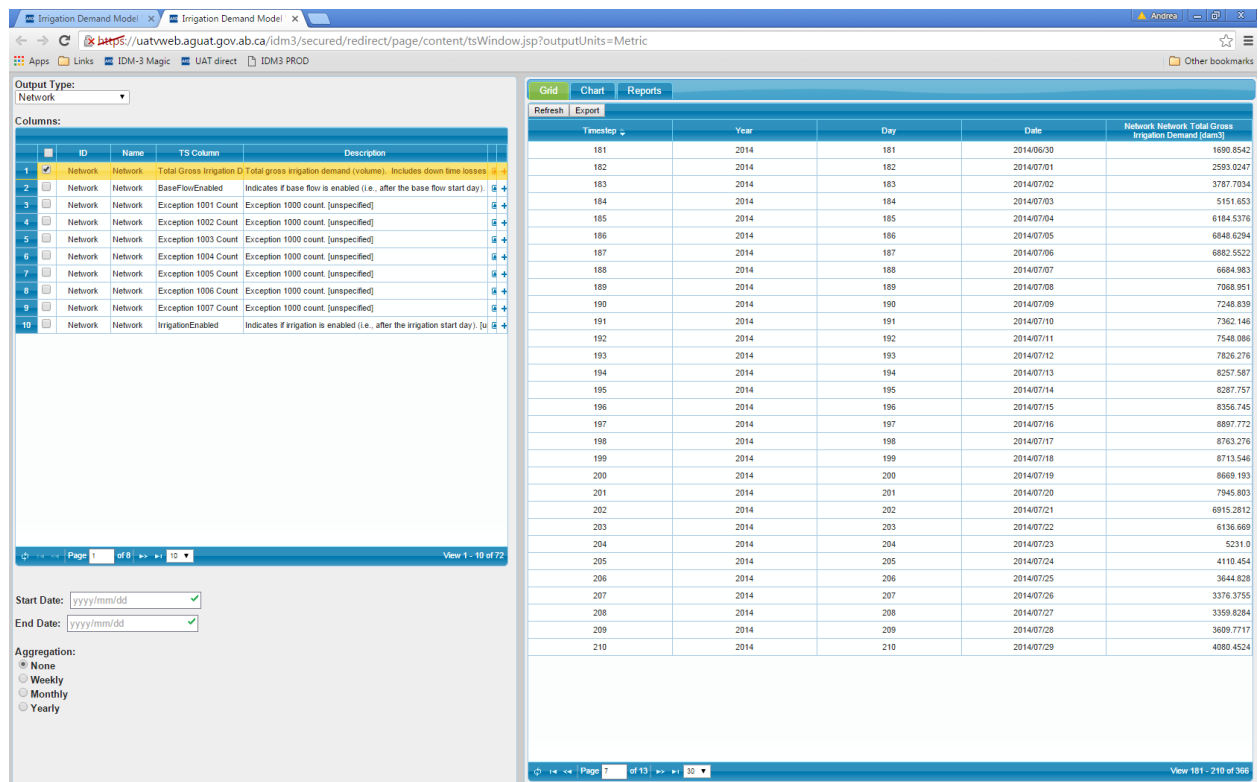 Irrigation Demand Model
Irrigation Demand Model
Andrea
https://uatvweb.aguat.gov.ab.ca/idm3/secured/redirect/page/content/tsWindow.jsp?outputUnits=Metric
Apps Links IDM-3 Magic UAT direct IDM3 PROD Other bookmarks
Output Type:
Network
Columns:
ID Name TS Column Description
1 Network Network Total Gross Irrigation D Total gross irrigation demand (volume). Includes down time losses
2 Network Network BaseFlowEnabled Indicates if base flow is enabled (i.e., after the base flow start day).
3 Network Network Exception 1001 Count Exception 1000 count. [unspecified]
4 Network Network Exception 1002 Count Exception 1000 count. [unspecified]
5 Network Network Exception 1003 Count Exception 1000 count. [unspecified]
6 Network Network Exception 1004 Count Exception 1000 count. [unspecified]
7 Network Network Exception 1005 Count Exception 1000 count. [unspecified]
8 Network Network Exception 1006 Count Exception 1000 count. [unspecified]
9 Network Network Exception 1007 Count Exception 1000 count. [unspecified]
10 Network Network IrrigationEnabled Indicates if irrigation is enabled (i.e., after the irrigation start day). [u
Page 1 of 8 10 View 1 - 10 of 72
Start Date: yyyy/mm/dd
End Date: yyyy/mm/dd
Aggregation:
None
Weekly
Monthly
Yearly
Grid Chart Reports
Refresh Export
Timestep Year Day Date Network Network Total Gross
Irrigation Demand [dam3]
181 2014 181 2014/06/30 1690.8542
182 2014 182 2014/07/01 2593.0247
183 2014 183 2014/07/02 3787.7034
184 2014 184 2014/07/03 5151.653
185 2014 185 2014/07/04 6184.5376
186 2014 186 2014/07/05 6848.6294
187 2014 187 2014/07/06 6882.5522
188 2014 188 2014/07/07 6684.983
189 2014 189 2014/07/08 7068.951
190 2014 190 2014/07/09 7248.839
191 2014 191 2014/07/10 7362.146
192 2014 192 2014/07/11 7548.086
193 2014 193 2014/07/12 7826.276
194 2014 194 2014/07/13 8257.587
195 2014 195 2014/07/14 8287.757
196 2014 196 2014/07/15 8356.745
197 2014 197 2014/07/16 8897.772
198 2014 198 2014/07/17 8763.276
199 2014 199 2014/07/18 8713.546
200 2014 200 2014/07/19 8669.193
201 2014 201 2014/07/20 7945.803
202 2014 202 2014/07/21 6915.2812
203 2014 203 2014/07/22 6136.669
204 2014 204 2014/07/23 5231.0
205 2014 205 2014/07/24 4110.454
206 2014 206 2014/07/25 3644.828
207 2014 207 2014/07/26 3376.3755
208 2014 208 2014/07/27 3359.8284
209 2014 209 2014/07/28 3609.7717
210 2014 210 2014/07/29 4080.4524
Page 7 of 13 30 View 181 - 210 of 366